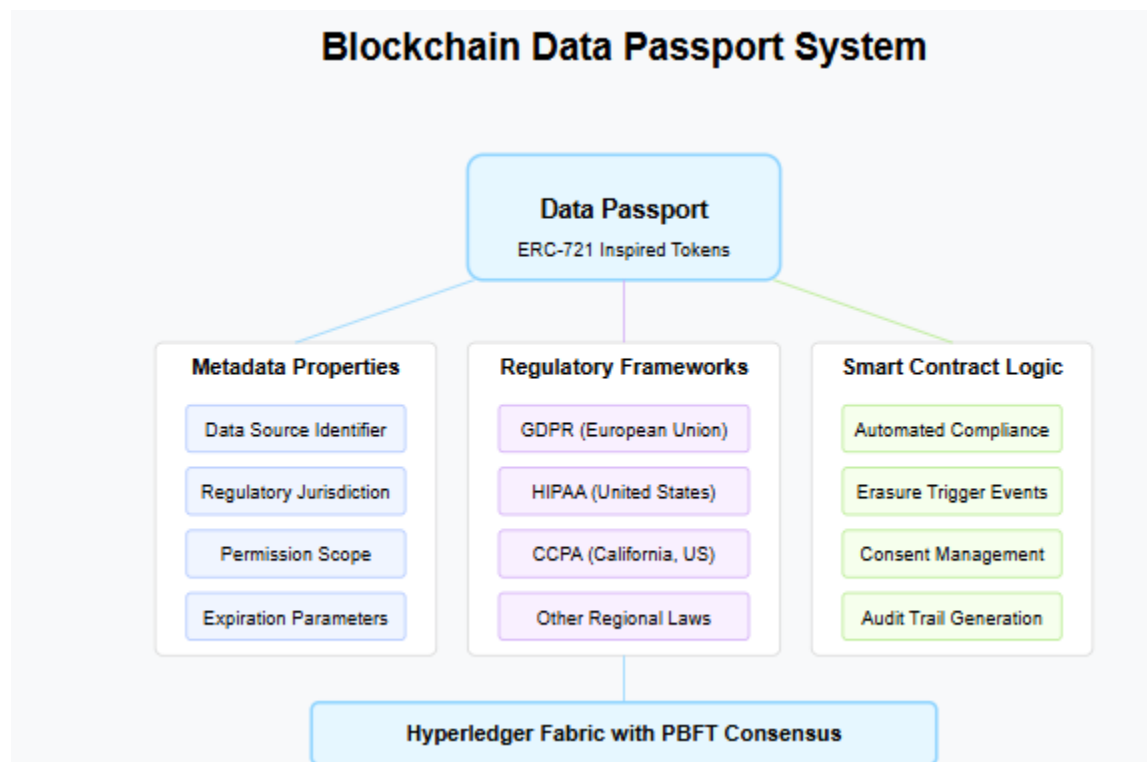 Blockchain Data Passport System
Data Passport
ERC-721 Inspired Tokens
Metadata Properties
Data Source Identifier
Regulatory Jurisdiction
Permission Scope
Expiration Parameters
Regulatory Frameworks
GDPR (European Union)
HIPAA (United States)
CCPA (California, US)
Other Regional Laws
Smart Contract Logic
Automated Compliance
Erasure Trigger Events
Consent Management
Audit Trail Generation
Hyperledger Fabric with PBFT Consensus